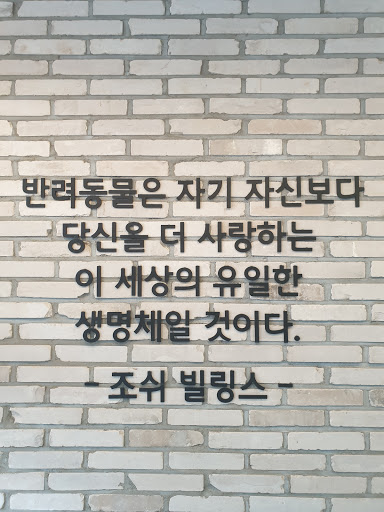 반려동물은 자기 자신보다
당신을 더 사랑하는
이 세상의 유일한
생명체일 것이다.
- 조쉬 빌링스 -